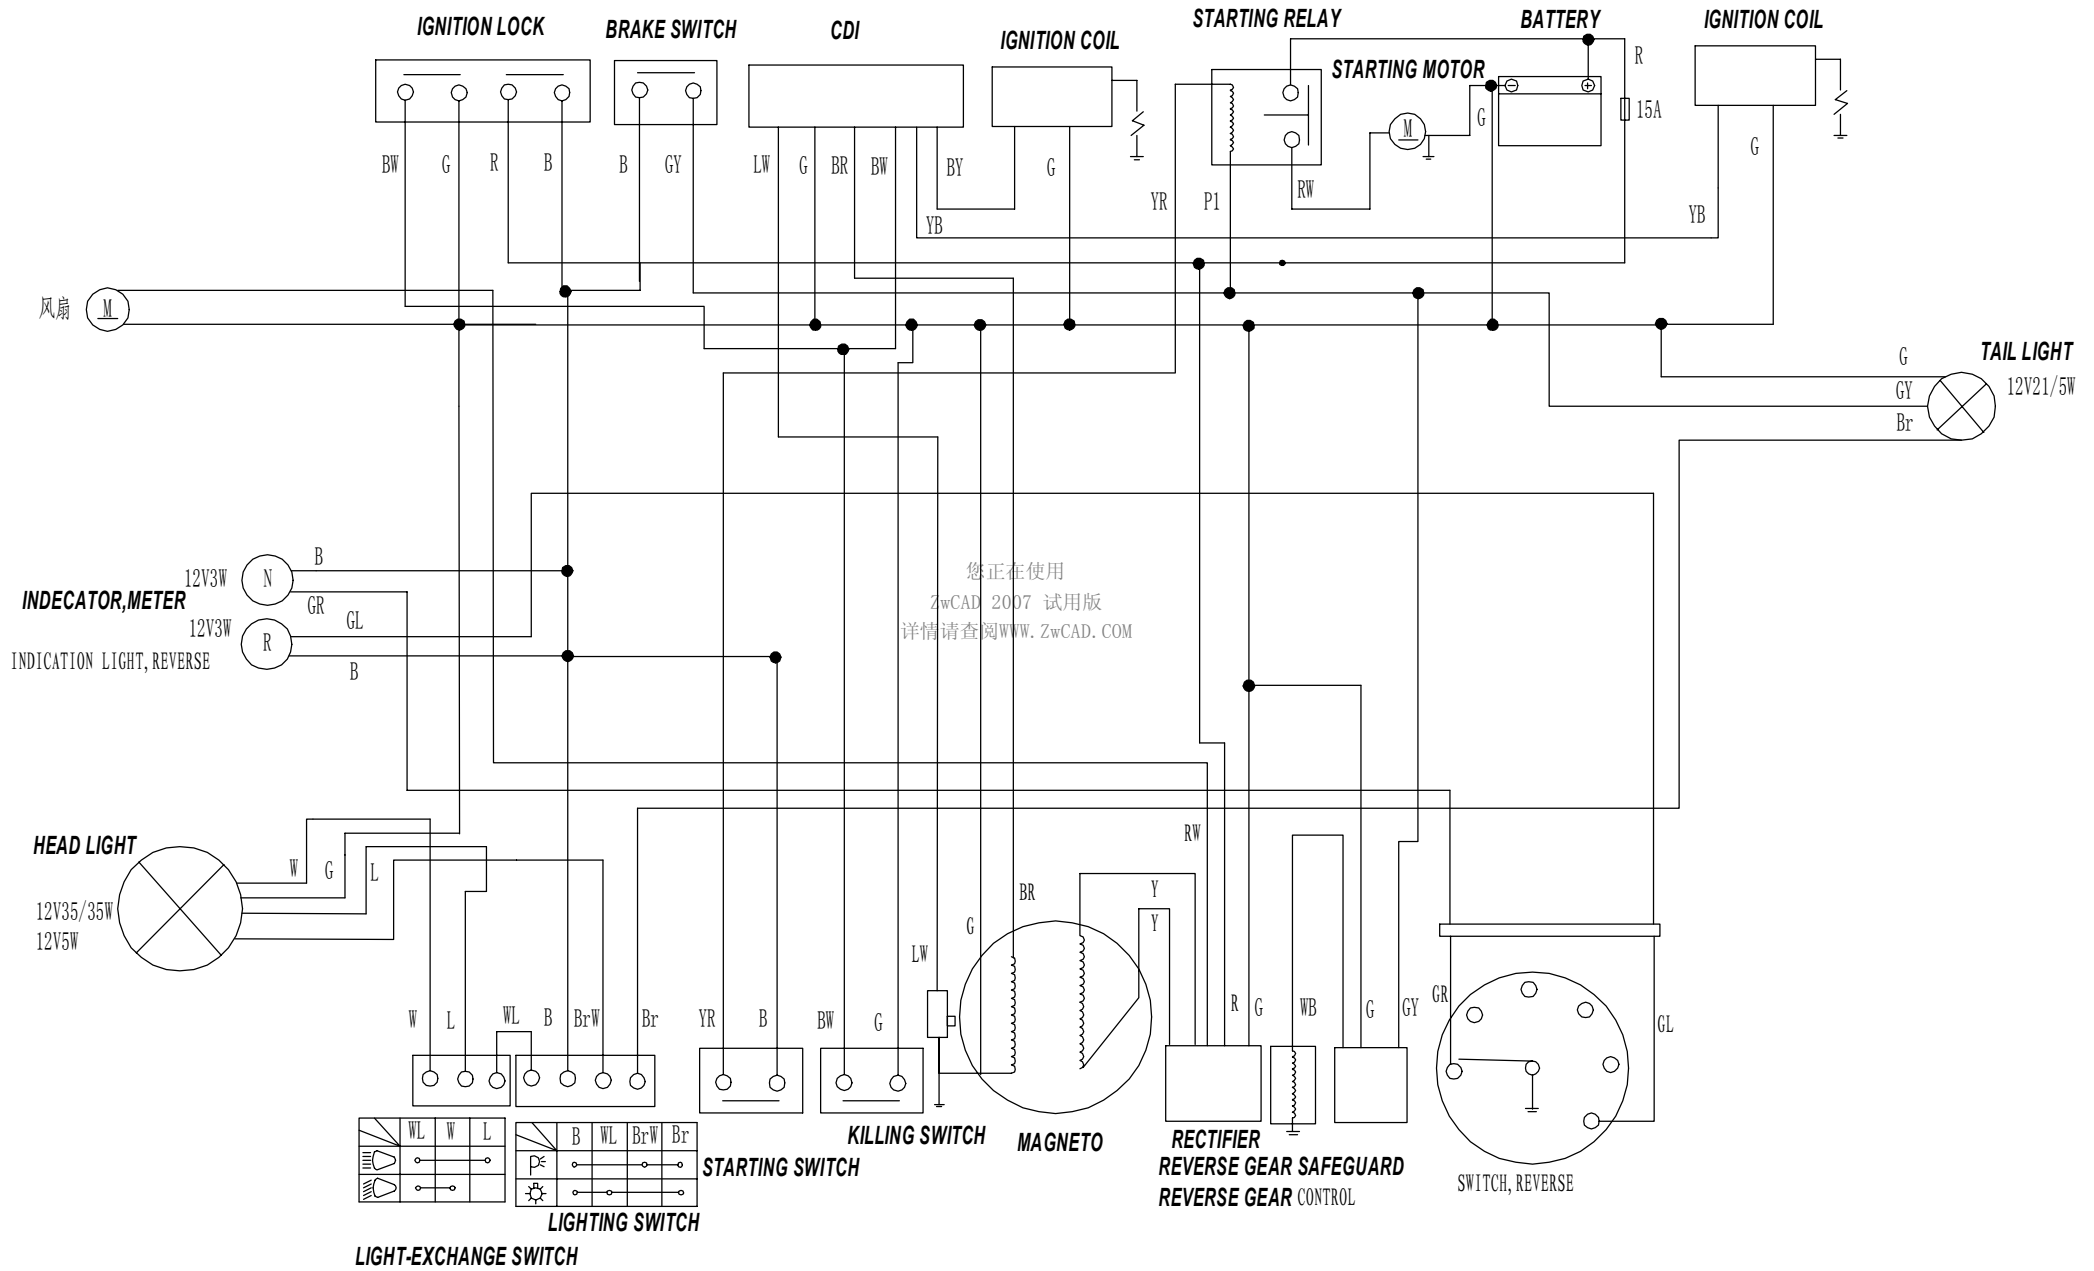 IGNITION LOCK
BRAKE SWITCH
CDI
IGNITION COIL
STARTING RELAY
BATTERY
IGNITION COIL
STARTING MOTOR
R
15A
M
G
BW
G
R
B
B
GY
LW
G
BR
BW
BY
G
YR
P1
RW
YB
YB
G
风扇
M
TAIL LIGHT
12V21/5W
G
GY
Br
INDECATOR,METER
12V3W
N
B
GR
12V3W
R
GL
B
INDICATION LIGHT,REVERSE
您正在使用
ZwCAD 2007 试用版
详情请查阅WWW.ZwCAD.COM
HEAD LIGHT
12V35/35W
12V5W
W
G
L
RW
BR
Y
Y
G
LW
W
L
WL
B
BrW
Br
YR
B
BW
G
R
G
WB
G
GY
GR
GL
WL
W
L
B
WL
BrW
Br
KILLING SWITCH
MAGNETO
RECTIFIER
STARTING SWITCH
REVERSE GEAR SAFEGUARD
REVERSE GEAR CONTROL
SWITCH,REVERSE
LIGHTING SWITCH
LIGHT-EXCHANGE SWITCH